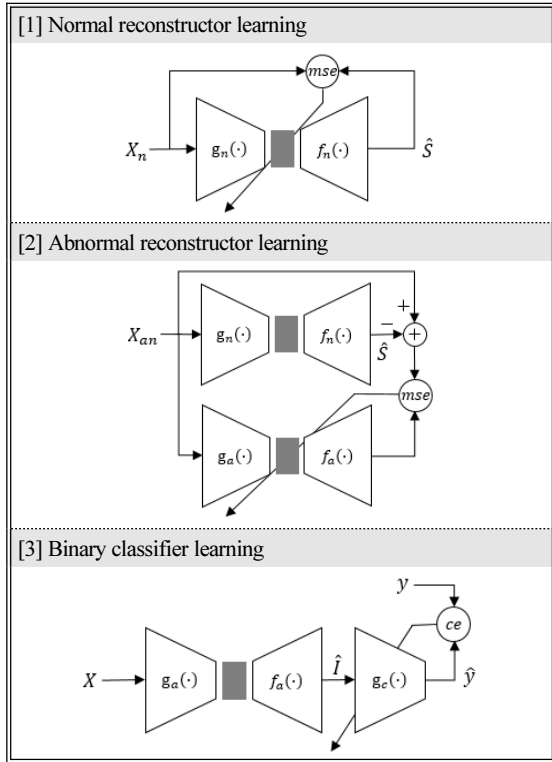 [1] Normal reconstructor learning
mse
X_n
g_n(·)
f_n(·)
Ŝ
[2] Abnormal reconstructor learning
+
X_an
g_n(·)
f_n(·)
−
Ŝ
+
mse
g_a(·)
f_a(·)
[3] Binary classifier learning
y
ce
X
g_a(·)
f_a(·)
Î
g_c(·)
ŷ